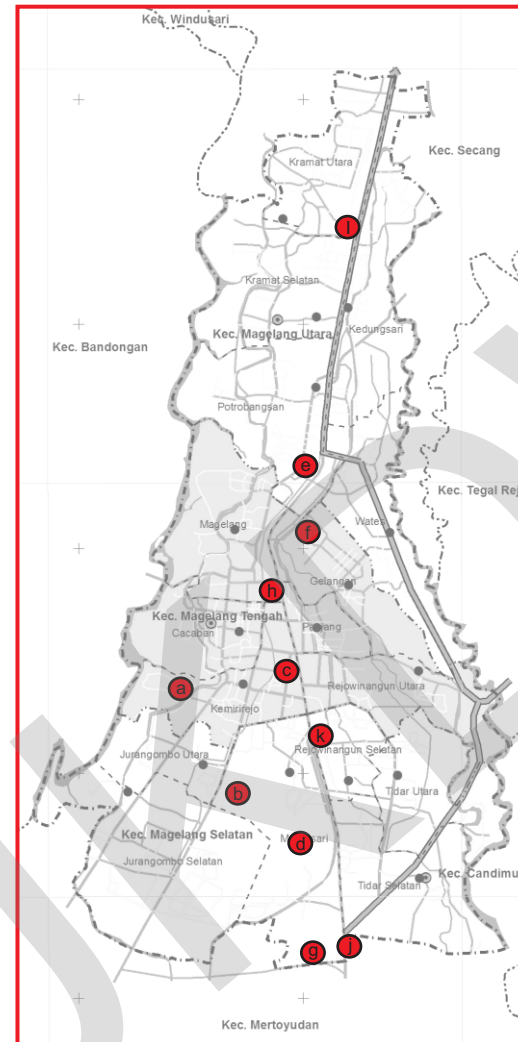 Kec. Windusari
Kec. Secang
Kramat Utara
l
Kramat Selatan
Kec. Magelang Utara
Kedungsari
Kec. Bandongan
Potrobangsan
e
Kec. Tegal Rej
Magelang
f
Wates
h
Gelangan
Kec. Magelang Tengah
Cacaban
c
a
Rejowinangun Utara
Kemirirejo
k
Rejowinangun Selatan
Jurangombo Utara
b
Tidar Utara
Kec. Magelang Selatan
d
Jurangombo Selatan
Kec. Candimu
Tidar Selatan
g
j
Kec. Mertoyudan